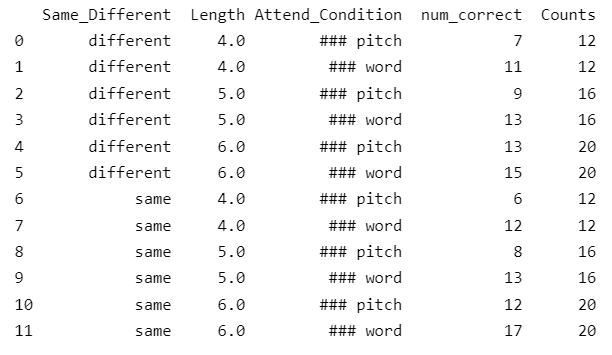 Same_Different Length Attend_Condition num_correct Counts
0 different 4.0 ### pitch 7 12
1 different 4.0 ### word 11 12
2 different 5.0 ### pitch 9 16
3 different 5.0 ### word 13 16
4 different 6.0 ### pitch 13 20
5 different 6.0 ### word 15 20
6 same 4.0 ### pitch 6 12
7 same 4.0 ### word 12 12
8 same 5.0 ### pitch 8 16
9 same 5.0 ### word 13 16
10 same 6.0 ### pitch 12 20
11 same 6.0 ### word 17 20